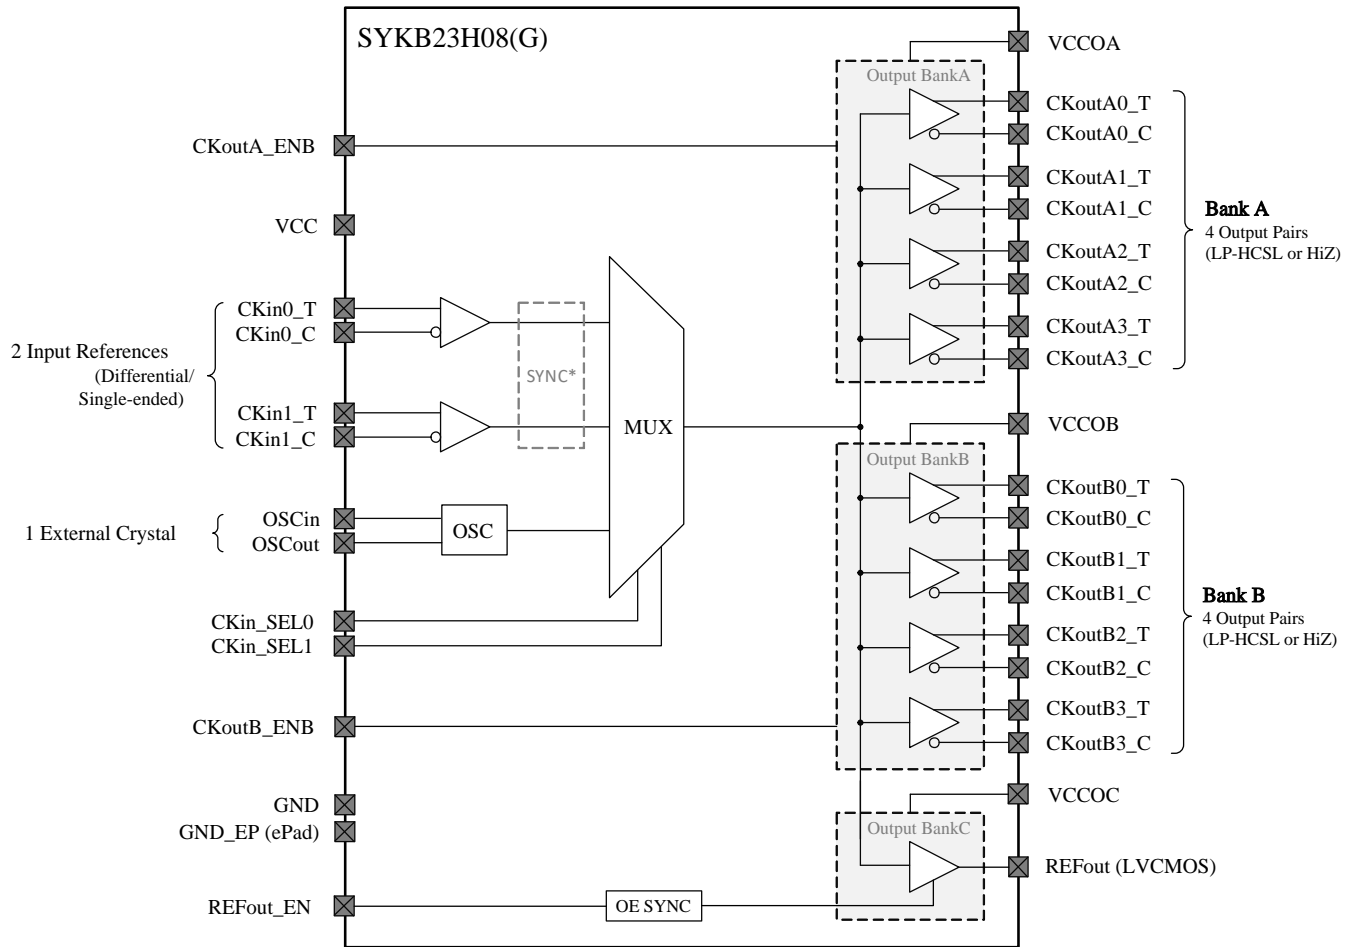 SYKB23H08(G)
CKoutA_ENB
VCC
CKin0_T
CKin0_C
2 Input References
(Differential/
Single-ended)
CKin1_T
CKin1_C
1 External Crystal
OSCin
OSCout
CKin_SEL0
CKin_SEL1
CKoutB_ENB
GND
GND_EP (ePad)
REFout_EN
SYNC*
OSC
MUX
OE SYNC
Output BankA
Output BankB
Output BankC
VCCOA
CKoutA0_T
CKoutA0_C
CKoutA1_T
CKoutA1_C
CKoutA2_T
CKoutA2_C
CKoutA3_T
CKoutA3_C
Bank A
4 Output Pairs
(LP-HCSL or HiZ)
VCCOB
CKoutB0_T
CKoutB0_C
CKoutB1_T
CKoutB1_C
CKoutB2_T
CKoutB2_C
CKoutB3_T
CKoutB3_C
Bank B
4 Output Pairs
(LP-HCSL or HiZ)
VCCOC
REFout (LVCMOS)